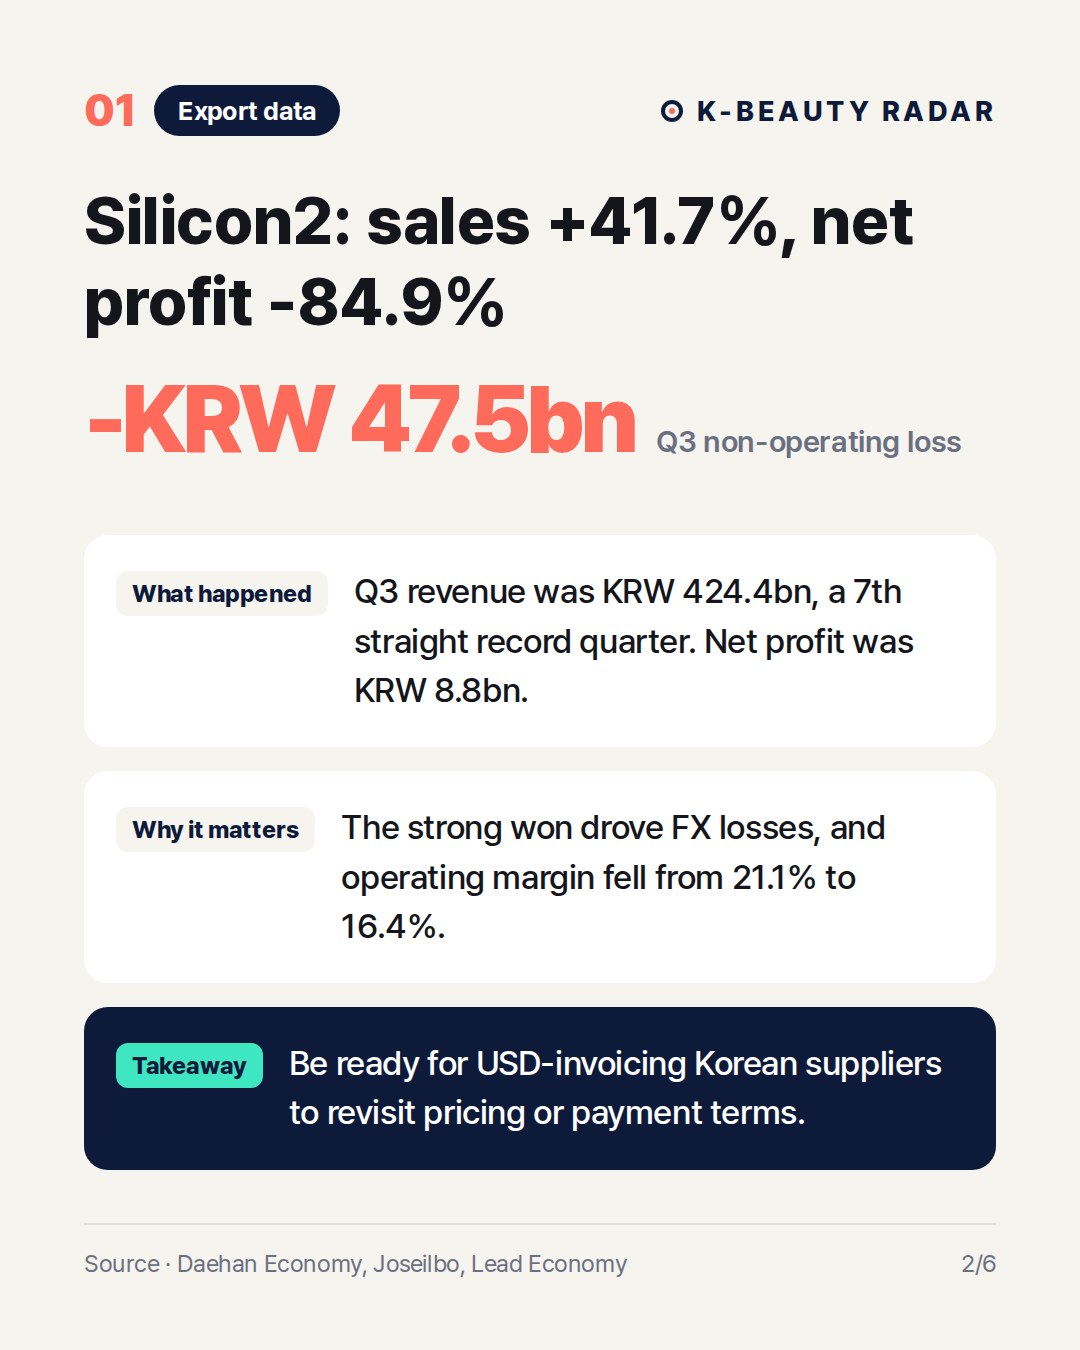 01 Export data
K-BEAUTY RADAR
Silicon2: sales +41.7%, net
profit -84.9%
-KRW 47.5bn Q3 non-operating loss
What happened
Q3 revenue was KRW 424.4bn, a 7th
straight record quarter. Net profit was
KRW 8.8bn.
Why it matters
The strong won drove FX losses, and
operating margin fell from 21.1% to
16.4%.
Takeaway
Be ready for USD-invoicing Korean suppliers
to revisit pricing or payment terms.
Source · Daehan Economy, Joseilbo, Lead Economy
2/6